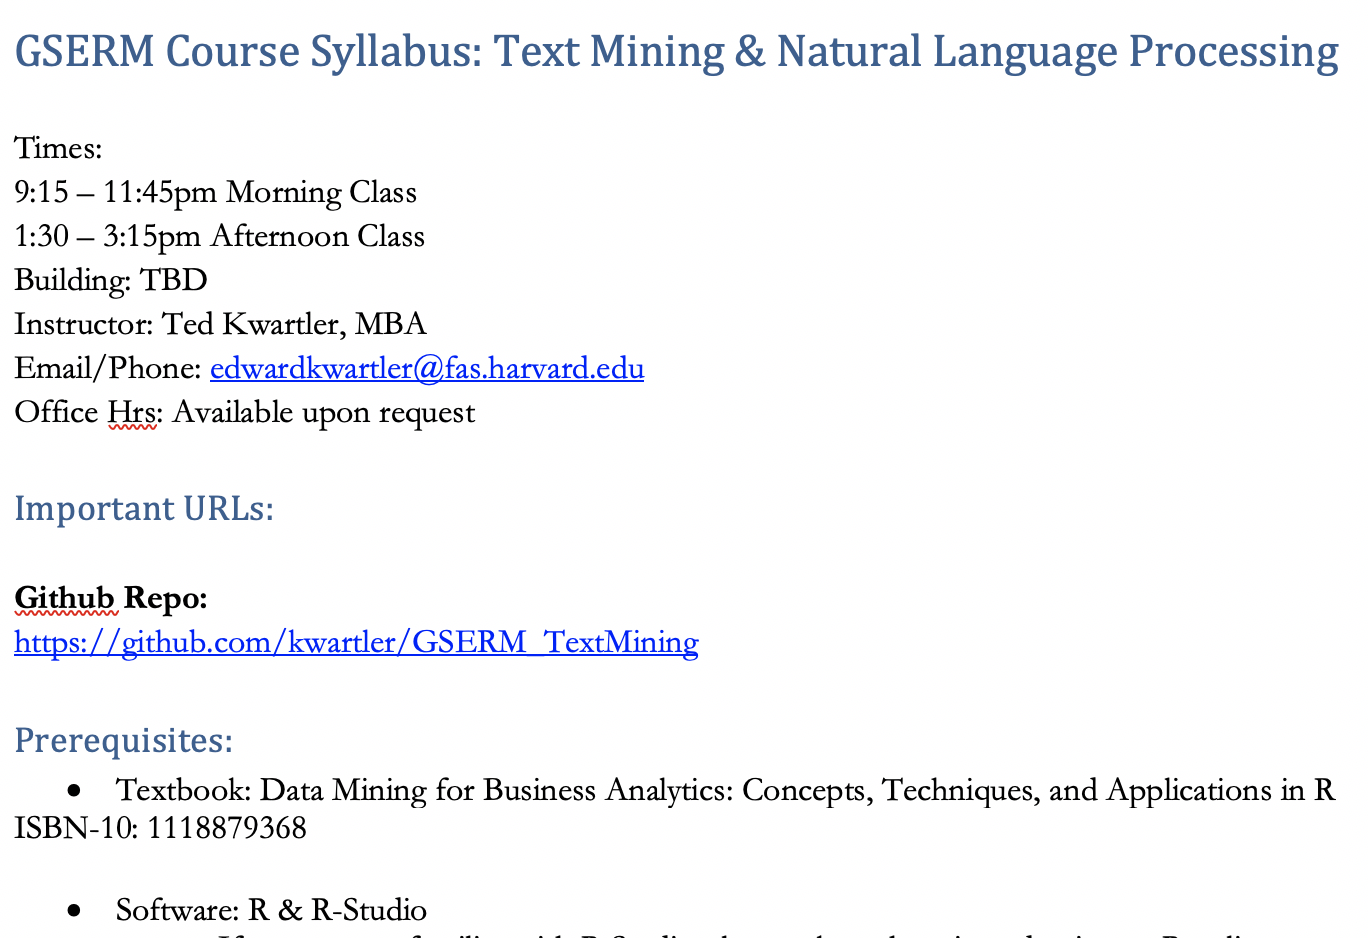 GSERM Course Syllabus: Text Mining & Natural Language Processing
Times:
9:15 – 11:45pm Morning Class
1:30 – 3:15pm Afternoon Class
Building: TBD
Instructor: Ted Kwartler, MBA
Email/Phone: edwardkwartler@fas.harvard.edu
Office Hrs: Available upon request
Important URLs:
Github Repo:
https://github.com/kwartler/GSERM_TextMining
Prerequisites:
• Textbook: Data Mining for Business Analytics: Concepts, Techniques, and Applications in R
ISBN-10: 1118879368
• Software: R & R-Studio